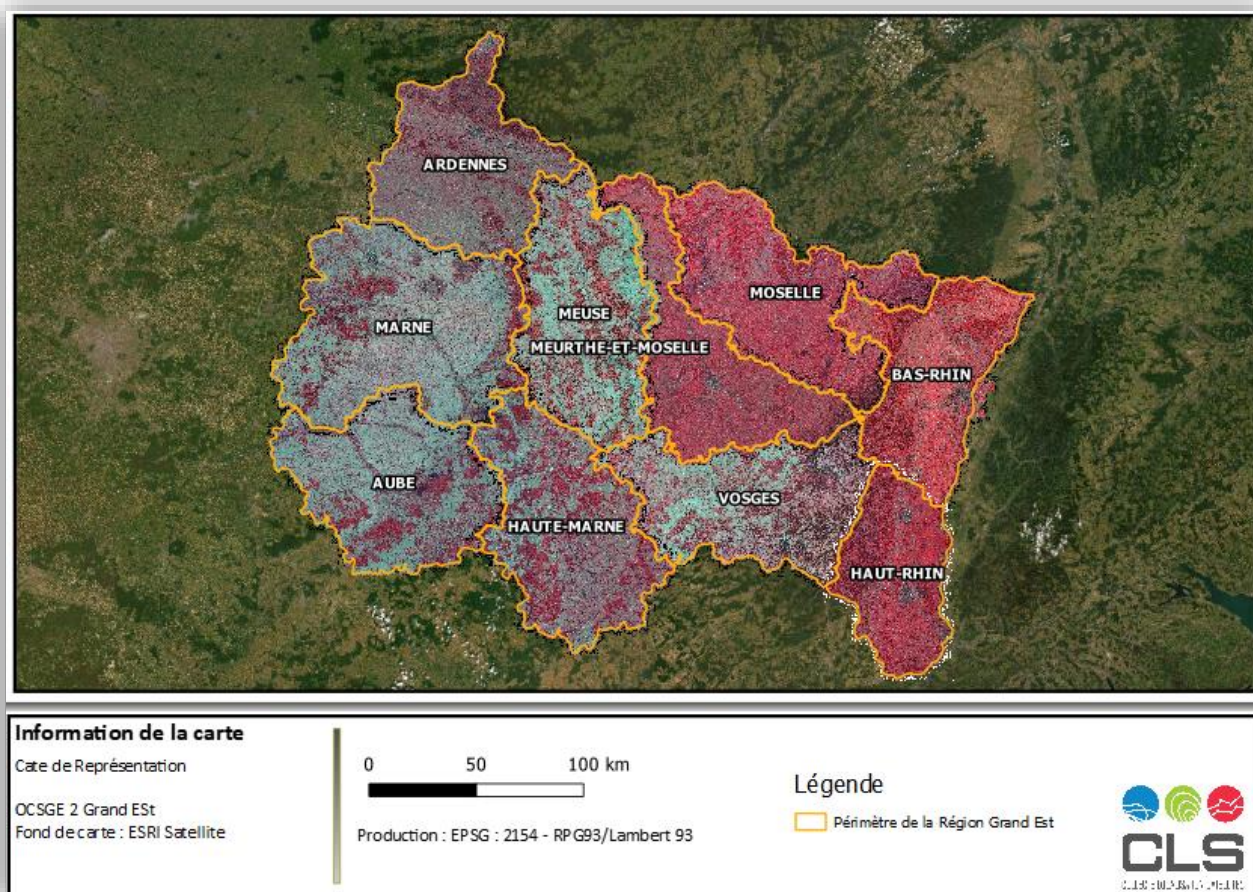 ARDENNES
MARNE
MEUSE
MOSELLE
MEURTHE-ET-MOSELLE
BAS-RHIN
AUBE
HAUTE-MARNE
VOSGES
HAUT-RHIN
Information de la carte
Cate de Représentation
OCSGE 2 Grand ESt
Fond de carte : ESRI Satellite
0 50 100 km
Production : EPSG : 2154 - RPG93/Lambert 93
Légende
Périmètre de la Région Grand Est
CLS